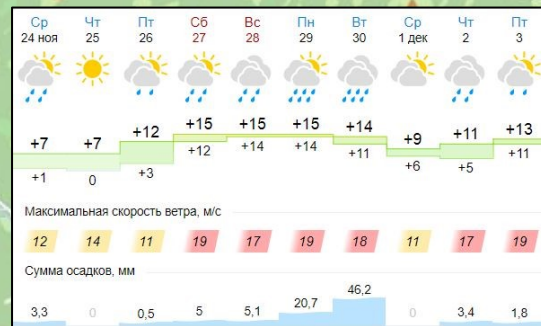 Ср Чт Пт Сб Вс Пн Вт Ср Чт Пт
24 ноя 25 26 27 28 29 30 1 дек 2 3
+7 +7 +12 +15 +15 +15 +14 +9 +11 +13
+1 0 +3 +12 +14 +14 +11 +6 +5 +11
Максимальная скорость ветра, м/с
12 14 11 19 17 19 18 11 17 19
Сумма осадков, мм
3,3 0 0,5 5 5,1 20,7 46,2 0 3,4 1,8